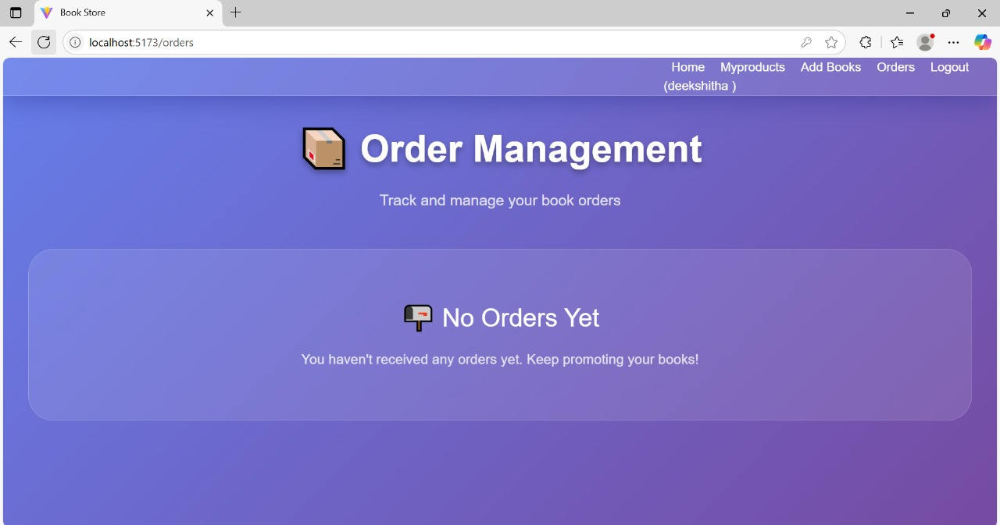 Book Store
localhost:5173/orders
Home Myproducts Add Books Orders Logout
(deekshitha )
Order Management
Track and manage your book orders
No Orders Yet
You haven't received any orders yet. Keep promoting your books!